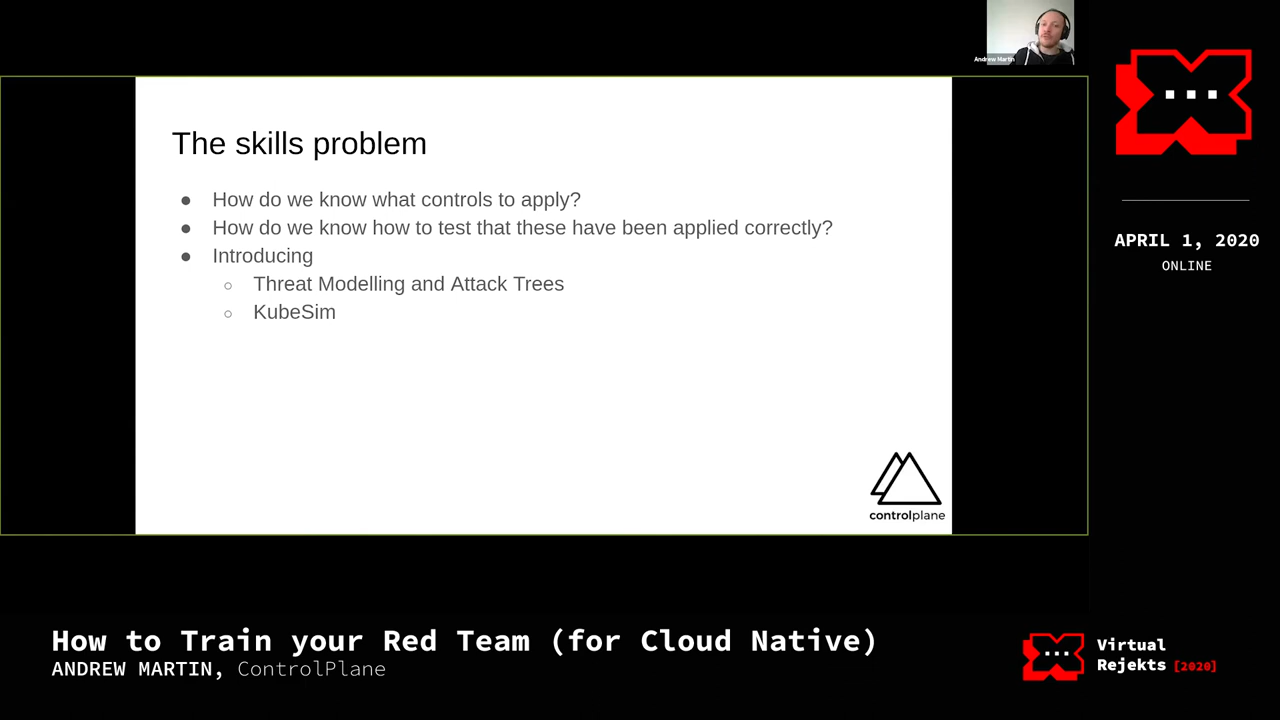 Andrew Martin
The skills problem
● How do we know what controls to apply?
● How do we know how to test that these have been applied correctly?
● Introducing
○ Threat Modelling and Attack Trees
○ KubeSim
controlplane
APRIL 1, 2020
ONLINE
How to Train your Red Team (for Cloud Native)
ANDREW MARTIN, ControlPlane
Virtual
Rejekts [2020]